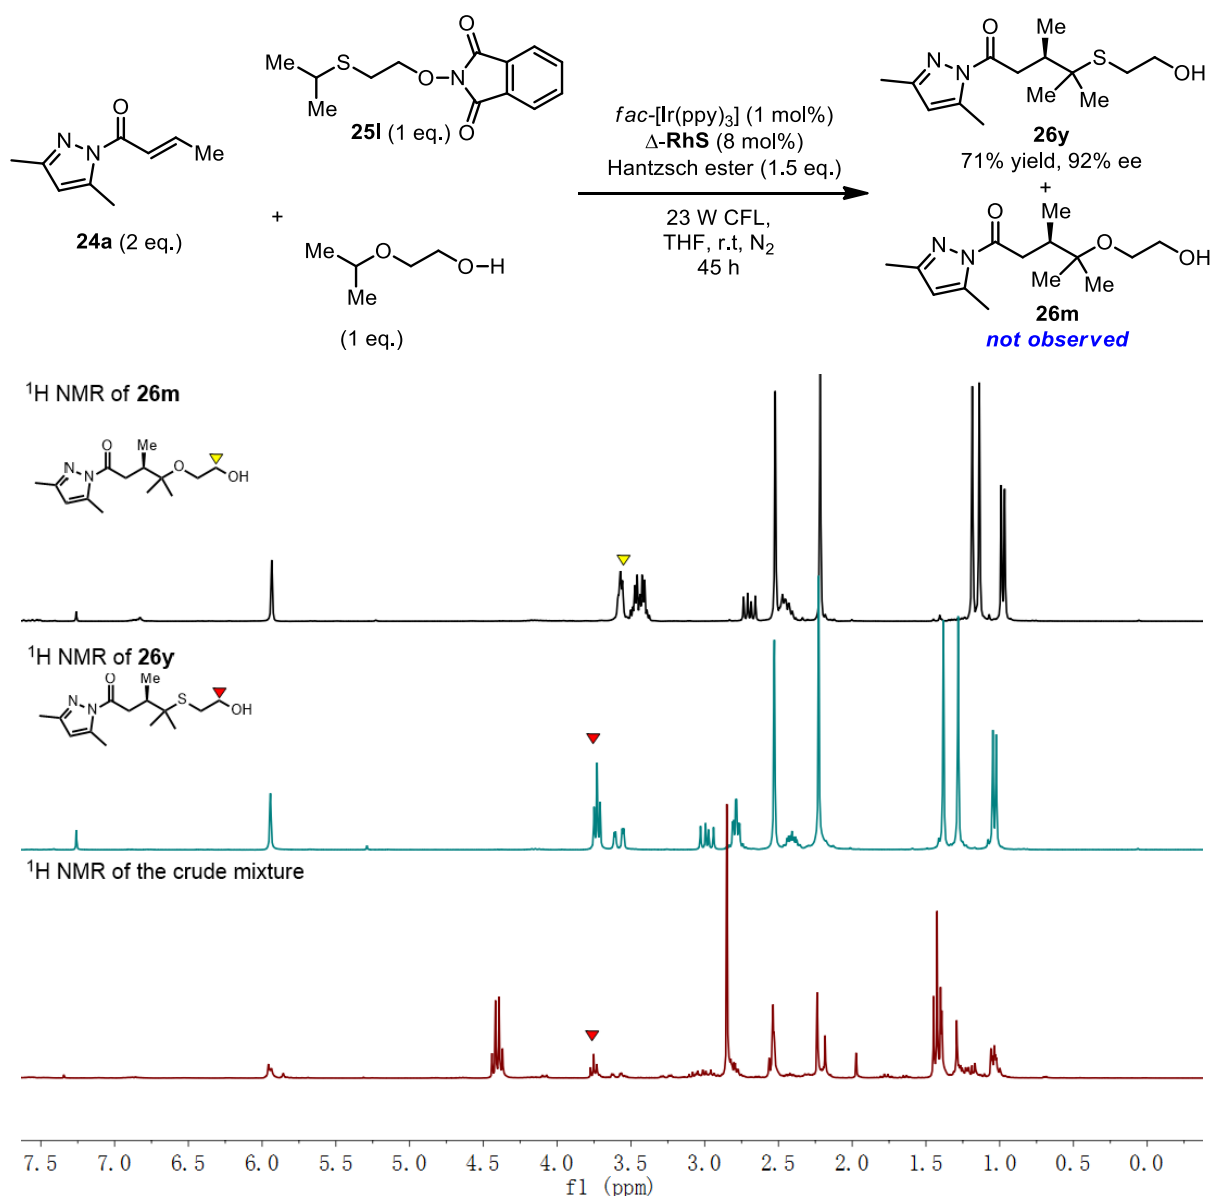 Me
S
O
N
O
O
Me
25l (1 eq.)
N
N
O
Me
24a (2 eq.)
+
Me
O
O–H
Me
(1 eq.)
fac-[Ir(ppy)3] (1 mol%)
Δ-RhS (8 mol%)
Hantzsch ester (1.5 eq.)
23 W CFL,
THF, r.t, N2
45 h
O
Me
N
N
S
OH
Me
Me
26y
71% yield, 92% ee
+
O
Me
N
N
O
OH
Me
Me
26m
not observed
1H NMR of 26m
O
Me
N
N
O
OH
1H NMR of 26y
O
Me
N
N
S
OH
1H NMR of the crude mixture
7.5 7.0 6.5 6.0 5.5 5.0 4.5 4.0 3.5 3.0 2.5 2.0 1.5 1.0 0.5 0.0
f1 (ppm)